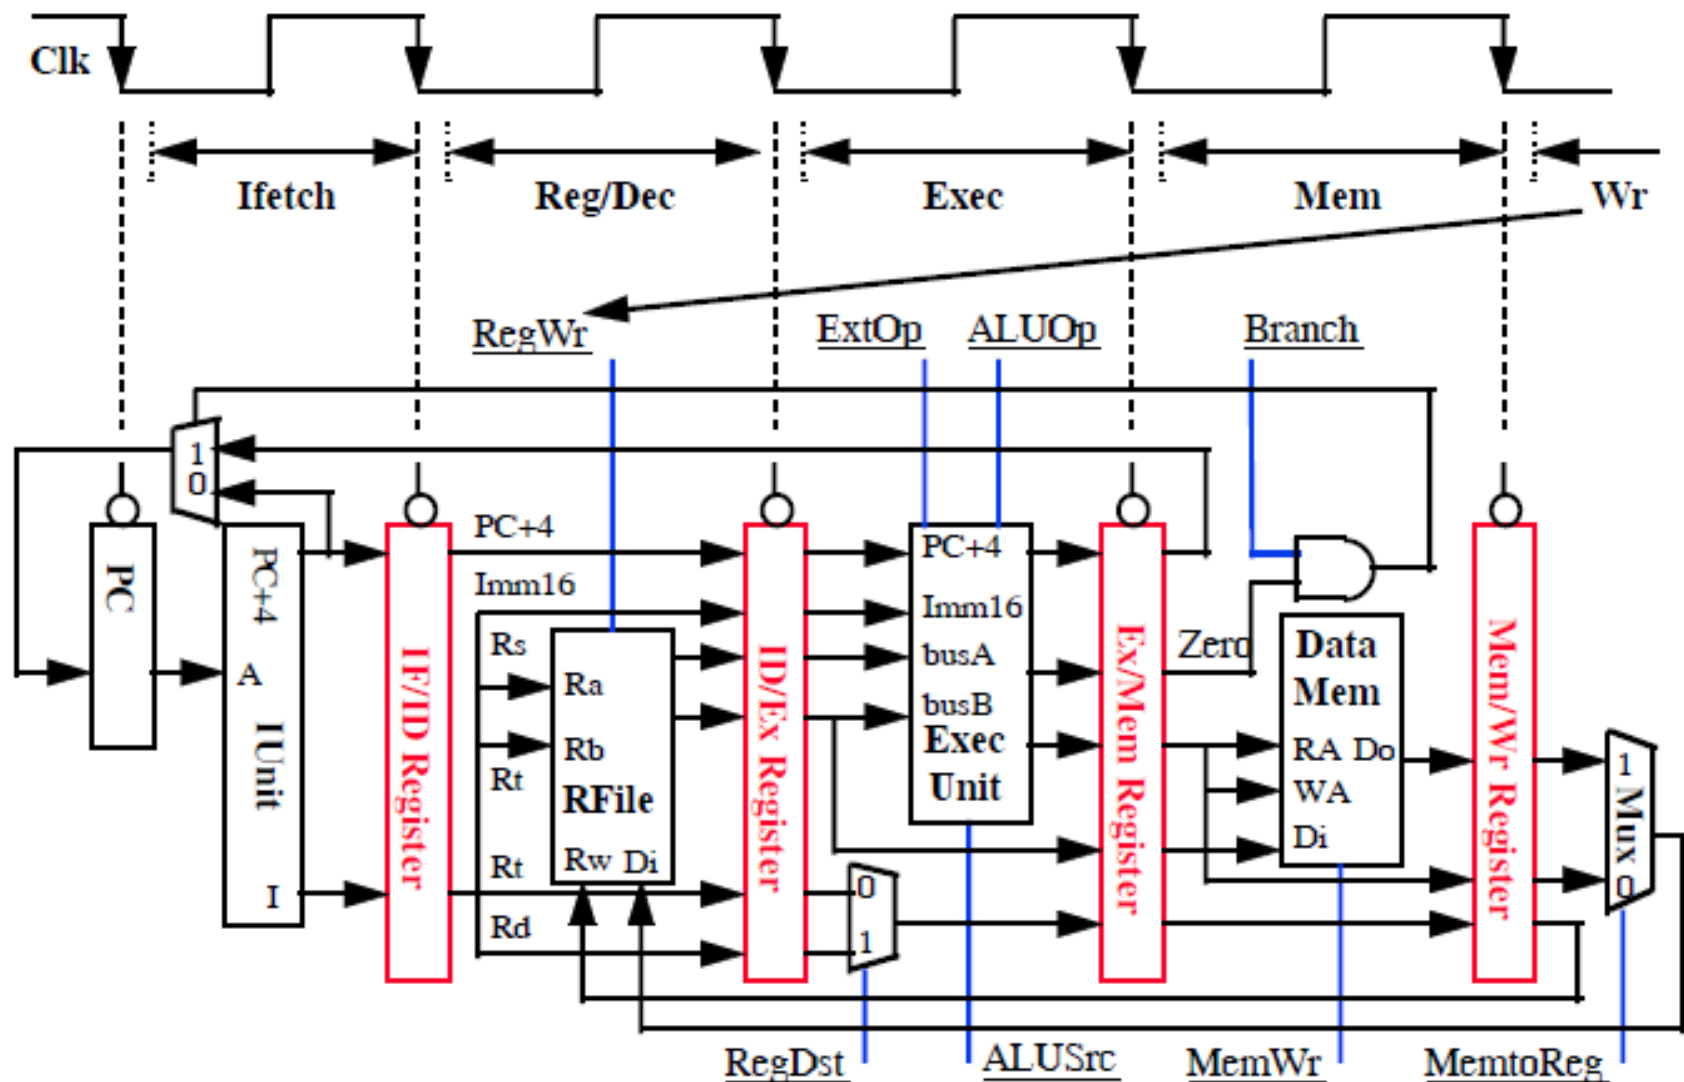 Clk
Ifetch
Reg/Dec
Exec
Mem
Wr
RegWr
ExtOp
ALUOp
Branch
1
0
PC
PC+4
A
IUnit
I
IF/ID Register
PC+4
Imm16
Rs
Ra
Rb
Rt
RFile
Rw Di
Rt
Rd
ID/Ex Register
0
1
PC+4
Imm16
busA
busB
Exec
Unit
Ex/Mem Register
Zero
Data
Mem
RA Do
WA
Di
Mem/Wr Register
1
Mux
0
RegDst
ALUSrc
MemWr
MemtoReg